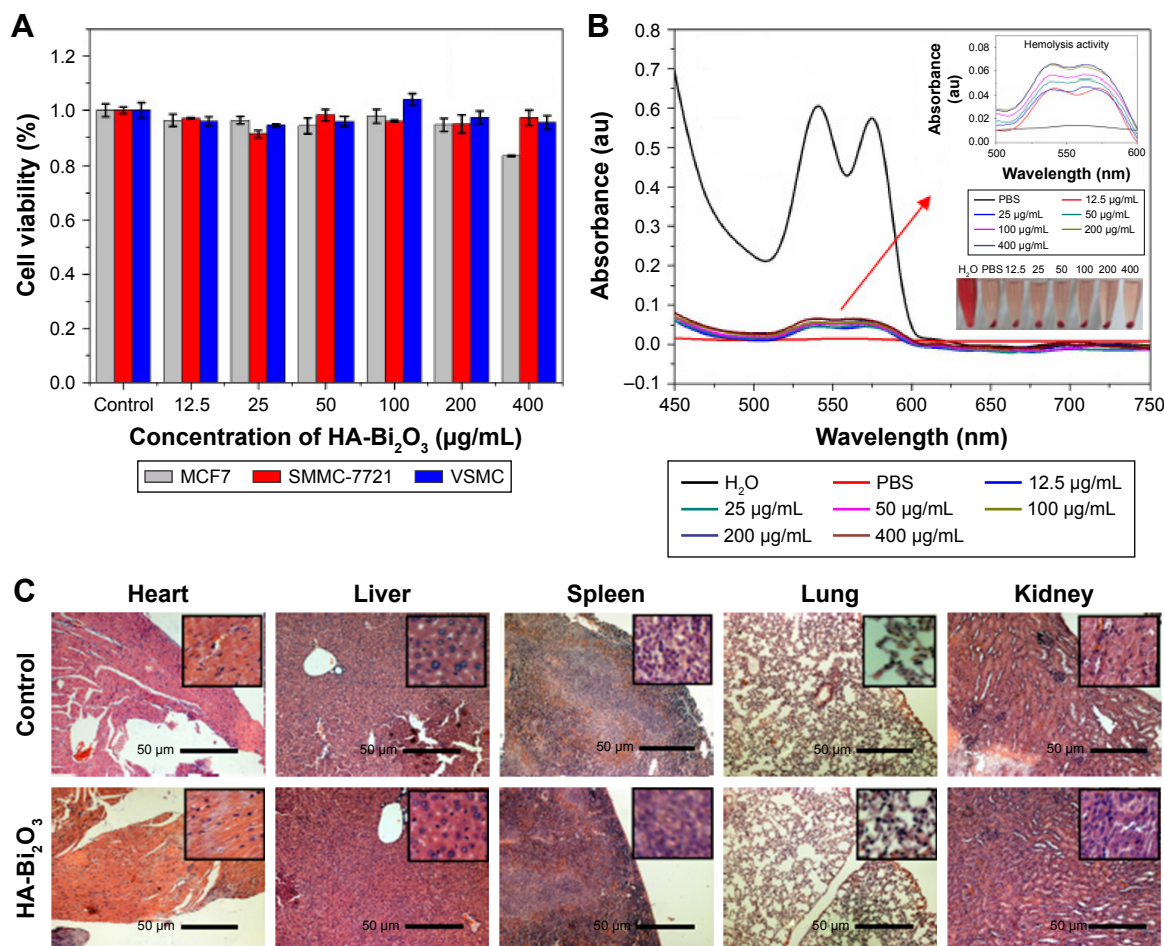 A
Cell viability (%)
1.2
1.0
0.8
0.6
0.4
0.2
0.0
Control 12.5 25 50 100 200 400
Concentration of HA-Bi₂O₃ (µg/mL)
MCF7 SMMC-7721 VSMC
B
Absorbance (au)
0.8
0.7
0.6
0.5
0.4
0.3
0.2
0.1
0.0
–0.1
450 500 550 600 650 700 750
Wavelength (nm)
Hemolysis activity
Absorbance
(au)
0.08
0.06
0.04
0.02
0.00
500 550 600
Wavelength (nm)
PBS 12.5 µg/mL
25 µg/mL 50 µg/mL
100 µg/mL 200 µg/mL
400 µg/mL
H₂O PBS 12.5 25 50 100 200 400
H₂O PBS 12.5 µg/mL
25 µg/mL 50 µg/mL 100 µg/mL
200 µg/mL 400 µg/mL
C
Heart Liver Spleen Lung Kidney
Control
50 µm 50 µm 50 µm 50 µm 50 µm
HA-Bi₂O₃
50 µm 50 µm 50 µm 50 µm 50 µm